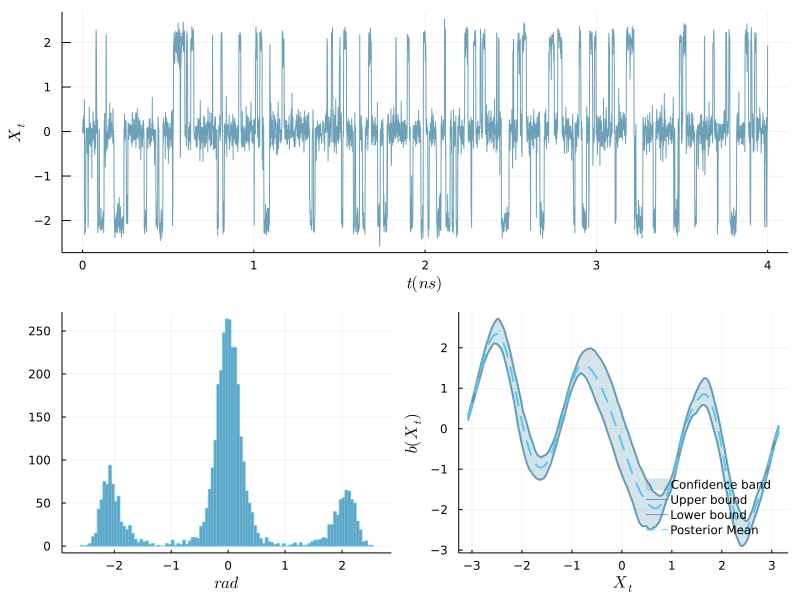 2
1
0
−1
−2
X_t
0 1 2 3 4
t(ns)
250
200
150
100
50
0
−2 −1 0 1 2
rad
2
1
0
−1
−2
−3
b(X_t)
Confidence band
Upper bound
Lower bound
Posterior Mean
−3 −2 −1 0 1 2 3
X_t